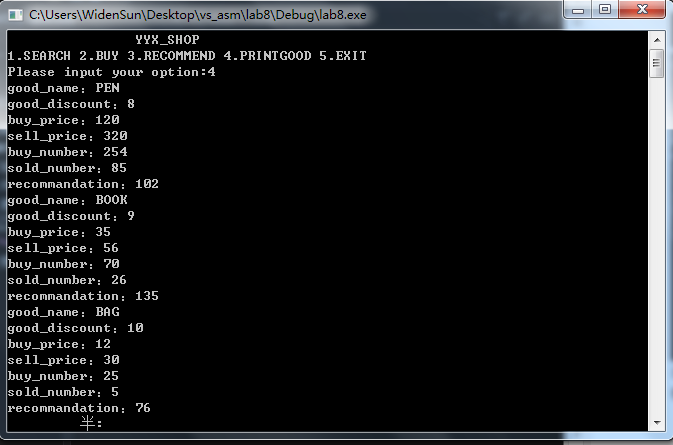 C:\Users\WidenSun\Desktop\vs_asm\lab8\Debug\lab8.exe
YYX_SHOP
1.SEARCH 2.BUY 3.RECOMMEND 4.PRINTGOOD 5.EXIT
Please input your option:4
good_name：PEN
good_discount：8
buy_price：120
sell_price：320
buy_number：254
sold_number：85
recommandation：102
good_name：BOOK
good_discount：9
buy_price：35
sell_price：56
buy_number：70
sold_number：26
recommandation：135
good_name：BAG
good_discount：10
buy_price：12
sell_price：30
buy_number：25
sold_number：5
recommandation：76
半: